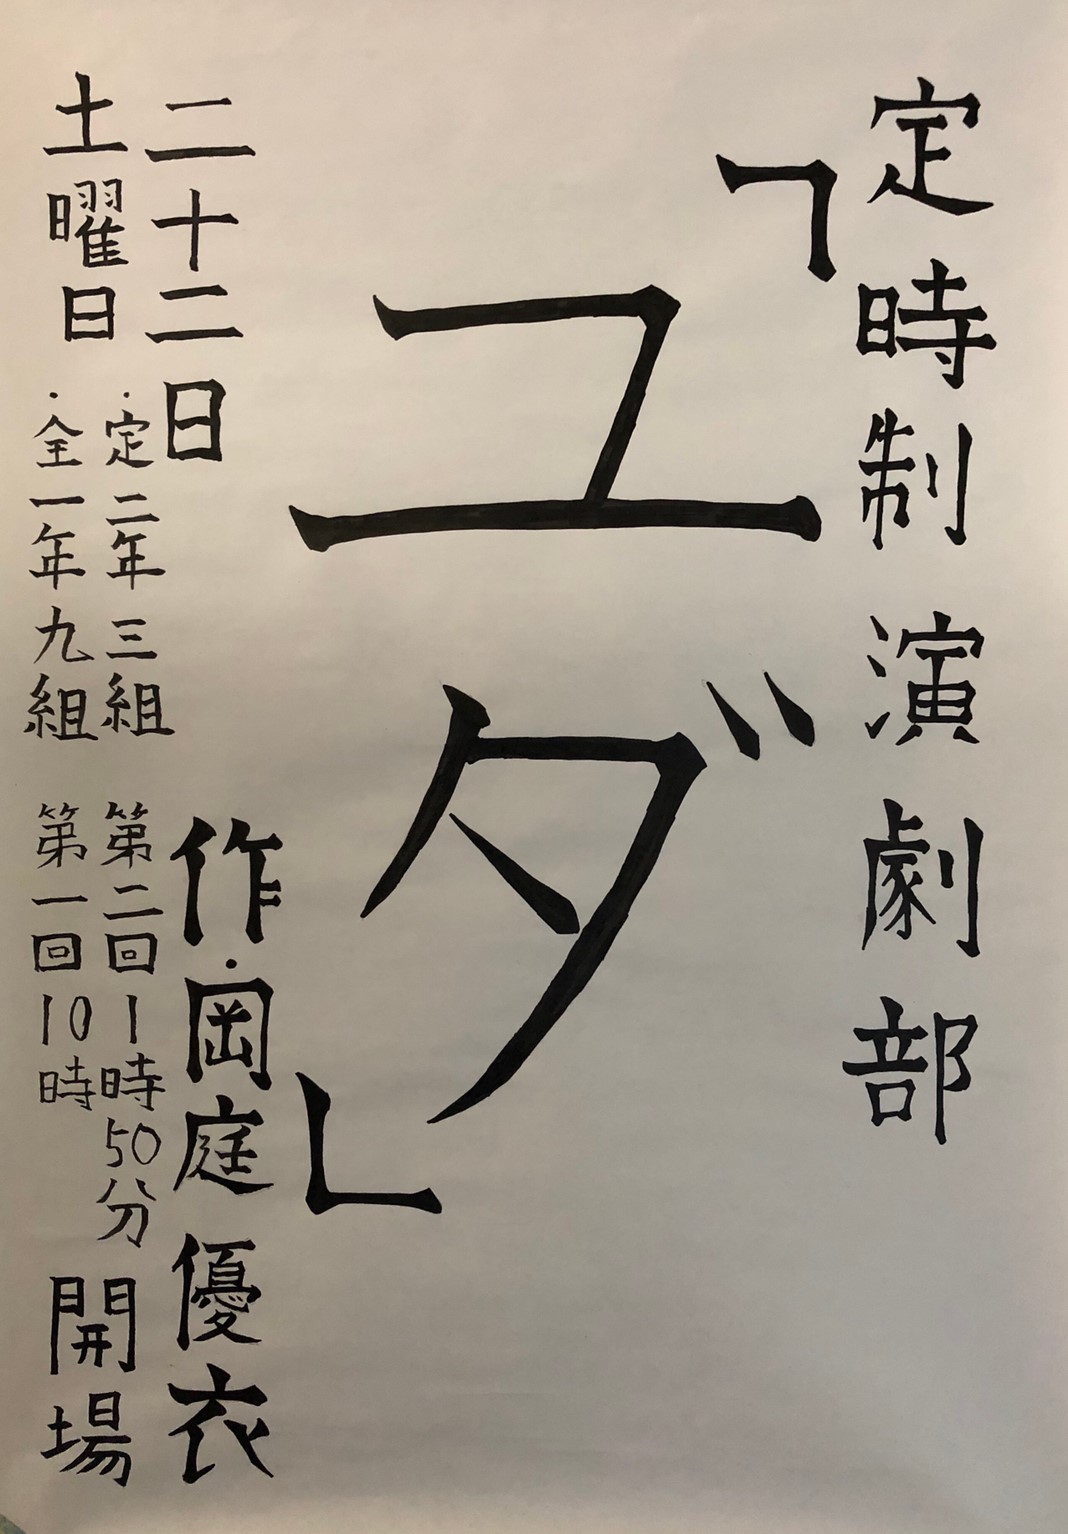 定時制 演劇部
「ユダ」
作・岡庭優衣
二十二日
土曜日
・定二年三組 第二回 1時50分
・全一年九組 第一回 10時
開場